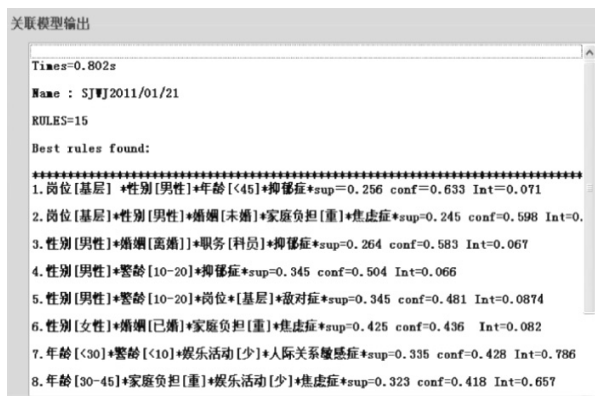 关联模型输出
Times=0.802s
Name : SJWJ2011/01/21
RULES=15
Best rules found:
**********************************************************************************
1.岗位[基层] *性别[男性]*年龄[<45]*抑郁症*sup=0.256 conf=0.633 Int=0.071
2.岗位[基层]*性别[男性]*婚姻[未婚]*家庭负担[重]*焦虑症*sup=0.245 conf=0.598 Int=0.
3.性别[男性]*婚姻[离婚]]*职务[科员]*抑郁症*sup=0.264 conf=0.583 Int=0.067
4.性别[男性]*警龄[10-20]*抑郁症*sup=0.345 conf=0.504 Int=0.066
5.性别[男性]*警龄[10-20]*岗位*[基层]*敌对症*sup=0.345 conf=0.481 Int=0.0874
6.性别[女性]*婚姻[已婚]*家庭负担[重]*焦虑症*sup=0.425 conf=0.436 Int=0.082
7.年龄[<30]*警龄[<10]*娱乐活动[少]*人际关系敏感症*sup=0.335 conf=0.428 Int=0.786
8.年龄[30-45]*家庭负担[重]*娱乐活动[少]*焦虑症*sup=0.323 conf=0.418 Int=0.657